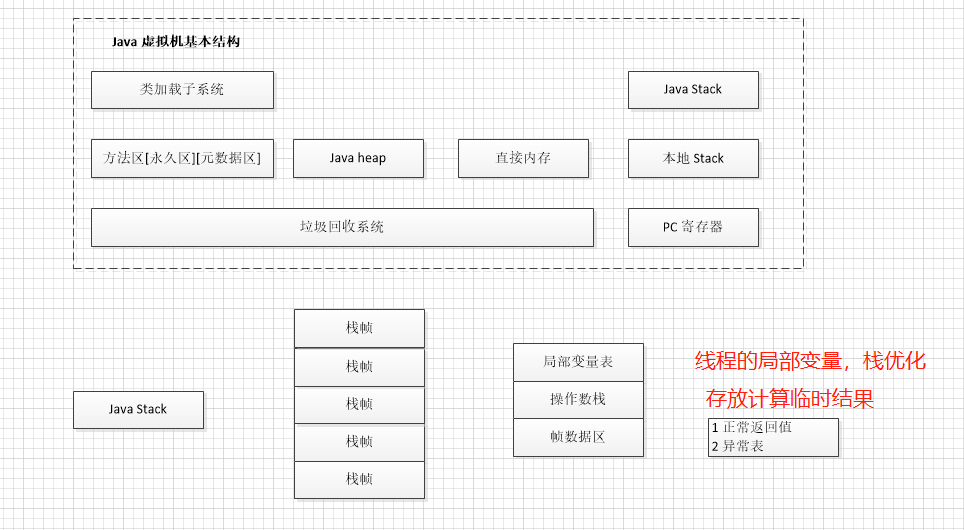 Java 虚拟机基本结构
类加载子系统
Java Stack
方法区[永久区][元数据区]
Java heap
直接内存
本地 Stack
垃圾回收系统
PC 寄存器
Java Stack
栈帧
栈帧
栈帧
栈帧
栈帧
局部变量表
操作数栈
帧数据区
线程的局部变量，栈优化
存放计算临时结果
1 正常返回值
2 异常表